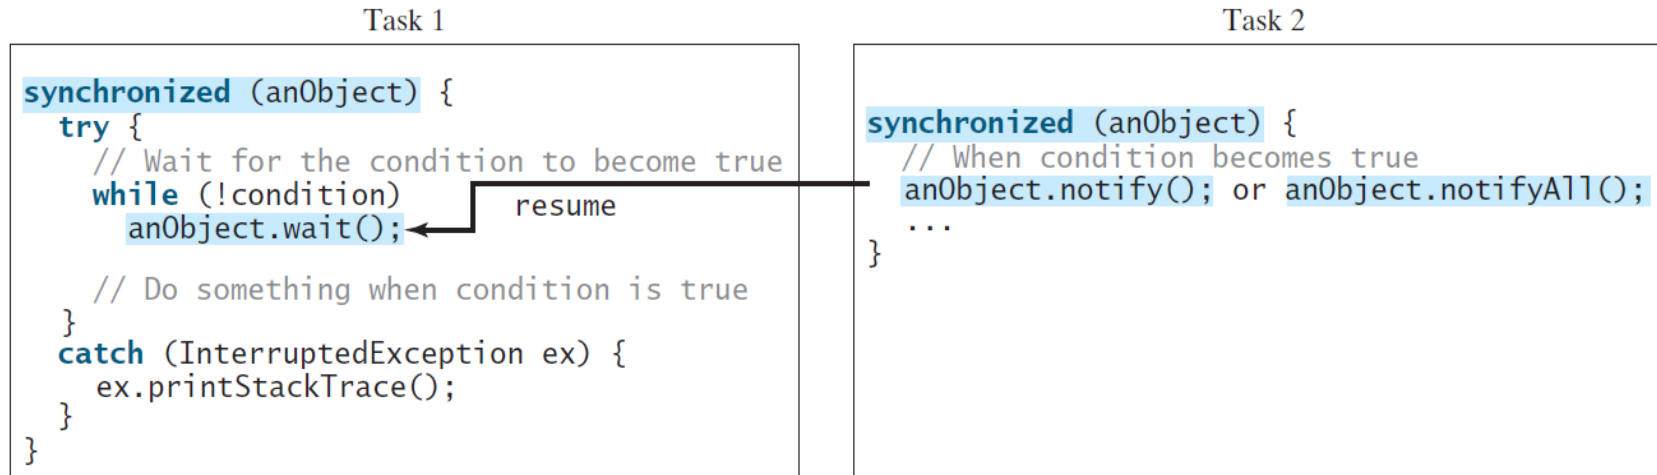 Task 1
synchronized (anObject) {
  try {
    // Wait for the condition to become true
    while (!condition)
      anObject.wait();
    // Do something when condition is true
  }
  catch (InterruptedException ex) {
    ex.printStackTrace();
  }
}
resume
Task 2
synchronized (anObject) {
  // When condition becomes true
  anObject.notify(); or anObject.notifyAll();
  ...
}